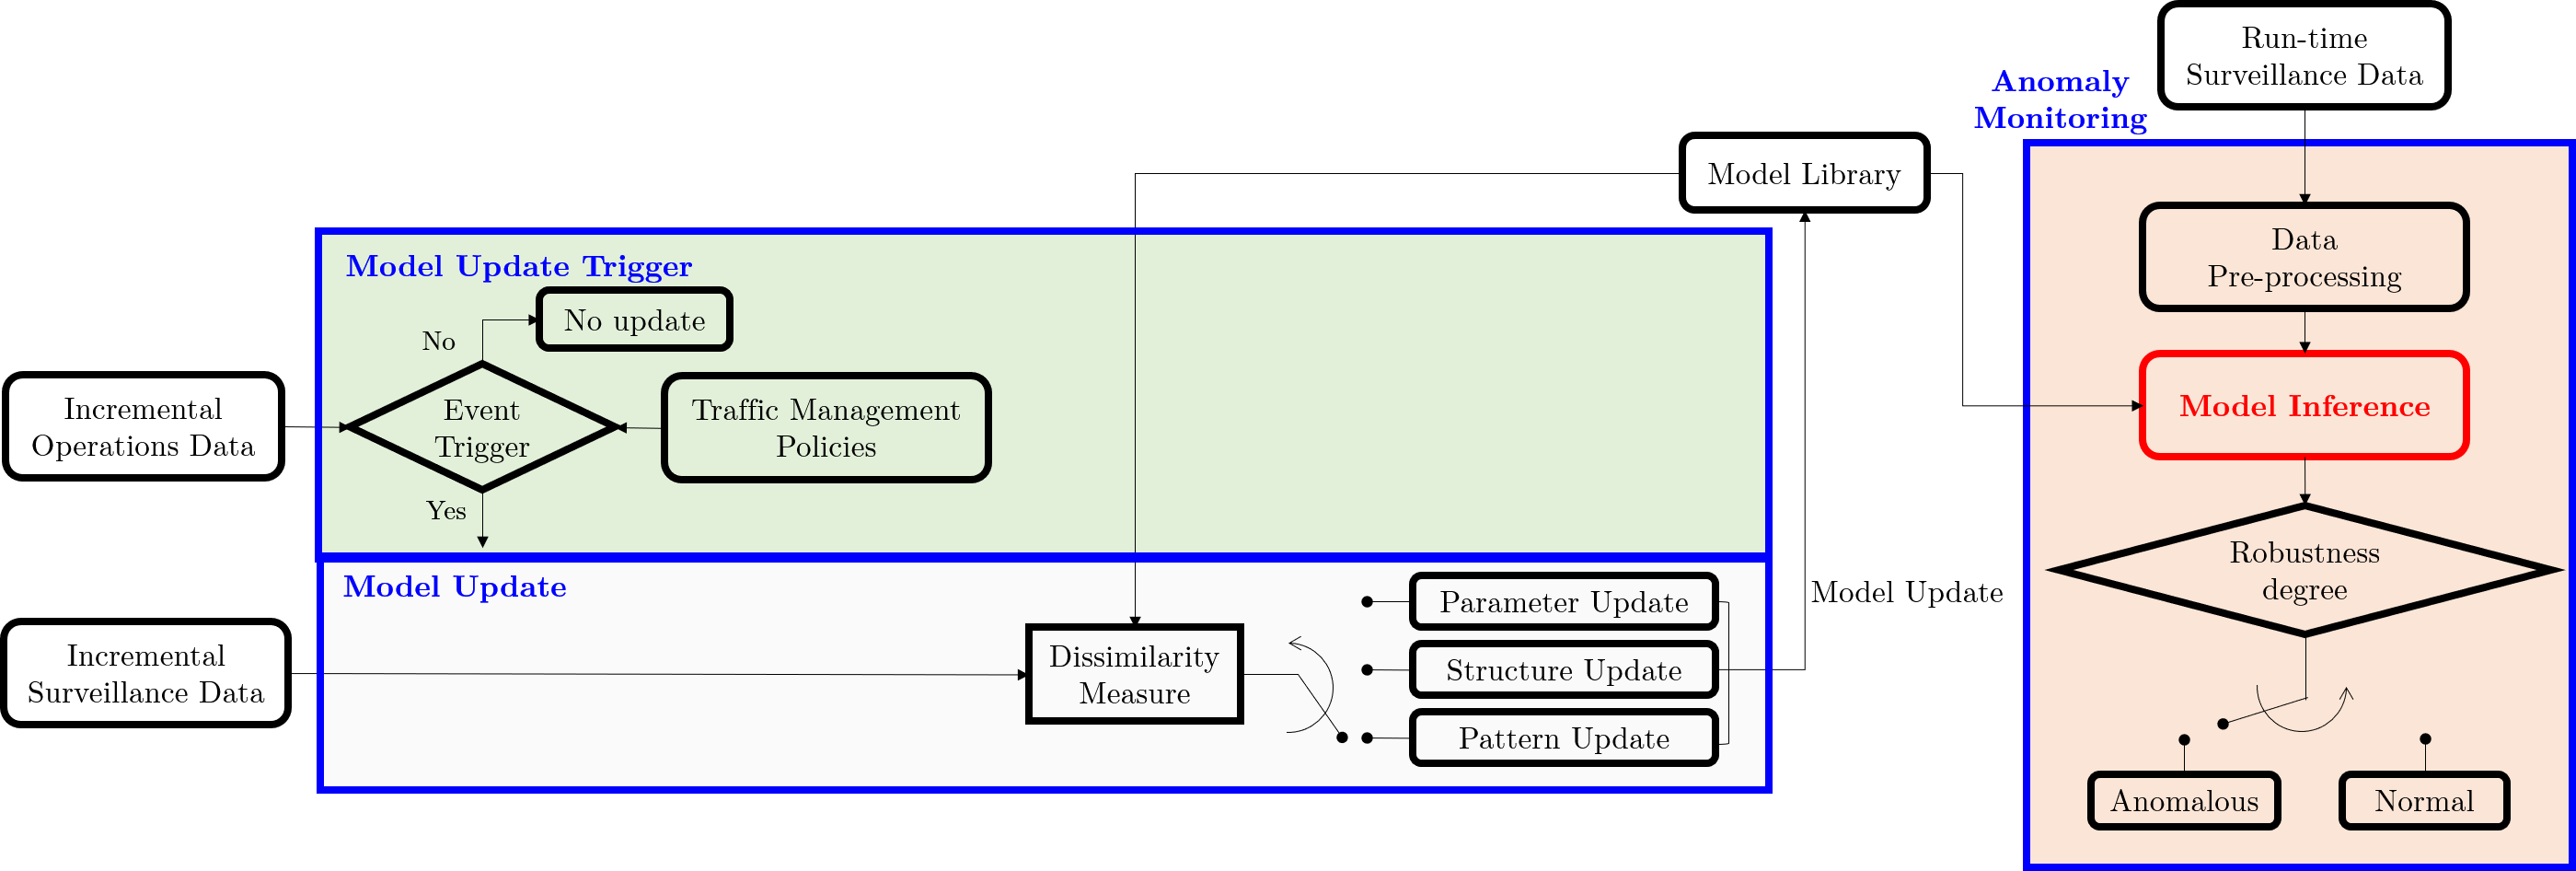 Run-time
Surveillance Data
Anomaly
Monitoring
Model Library
Data
Pre-processing
Model Update Trigger
No update
No
Incremental
Operations Data
Event
Trigger
Traffic Management
Policies
Model Inference
Yes
Model Update
Parameter Update
Model Update
Robustness
degree
Incremental
Surveillance Data
Dissimilarity
Measure
Structure Update
Pattern Update
Anomalous
Normal